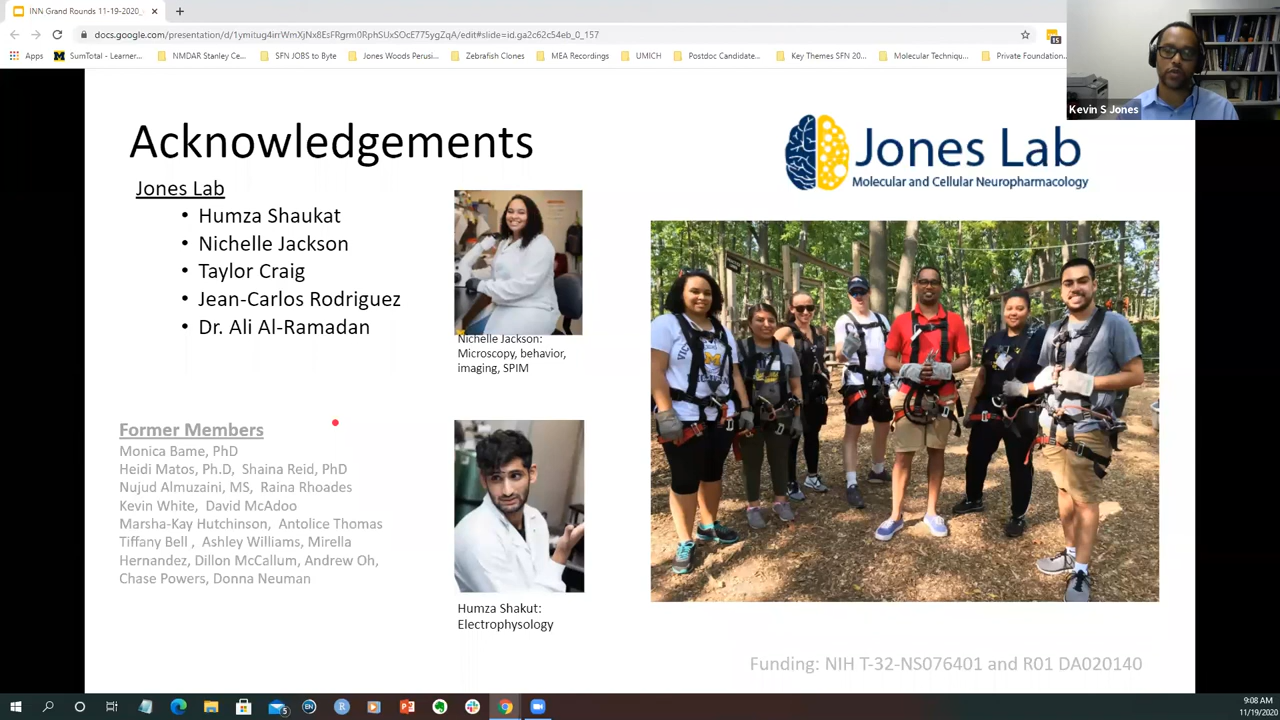 INN Grand Rounds 11-19-2020_
docs.google.com/presentation/d/1ymitug4irrWmXjNx8EsFRgrm0RphSUxSOcE775ygZqA/edit#slide=id.ga2c62c54eb_0_157
15
Apps
SumTotal - Learner...
NMDAR Stanley Ce...
SFN JOBS to Byte
Jones Woods Perusi...
Zebrafish Clones
MEA Recordings
UMICH
Postdoc Candidate...
Key Themes SFN 20...
Molecular Techniqu...
Private Foundation...
Kevin S Jones
Acknowledgements
Jones Lab
Molecular and Cellular Neuropharmacology
Jones Lab
• Humza Shaukat
• Nichelle Jackson
• Taylor Craig
• Jean-Carlos Rodriguez
• Dr. Ali Al-Ramadan
Nichelle Jackson:
Microscopy, behavior,
imaging, SPIM
Former Members
Monica Bame, PhD
Heidi Matos, Ph.D, Shaina Reid, PhD
Nujud Almuzaini, MS, Raina Rhoades
Kevin White, David McAdoo
Marsha-Kay Hutchinson, Antolice Thomas
Tiffany Bell , Ashley Williams, Mirella
Hernandez, Dillon McCallum, Andrew Oh,
Chase Powers, Donna Neuman
Humza Shakut:
Electrophysology
Funding: NIH T-32-NS076401 and R01 DA020140
9:08 AM
11/19/2020